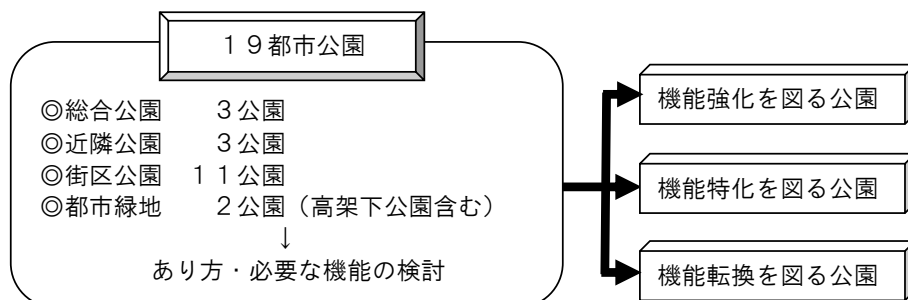 １９都市公園
◎総合公園　　３公園
◎近隣公園　　３公園
◎街区公園　１１公園
◎都市緑地　　２公園（高架下公園含む）
↓
あり方・必要な機能の検討
機能強化を図る公園
機能特化を図る公園
機能転換を図る公園